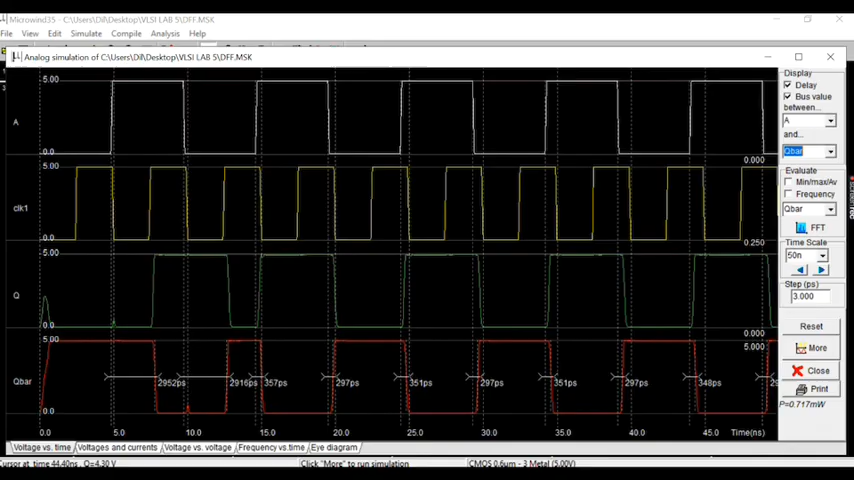 Microwind35 - C:\Users\Dil\Desktop\VLSI LAB 5\DFF.MSK
File View Edit Simulate Compile Analysis Help
Analog simulation of C:\Users\Dil\Desktop\VLSI LAB 5\DFF.MSK
5.00
A
0.0
5.00
0.000
clk1
0.0
5.00
0.250
Q
0.0
5.00
0.000
5.000
Qbar
2952ps 2916ps 357ps 297ps 351ps 297ps 351ps 297ps 348ps
0.0
0.0 5.0 10.0 15.0 20.0 25.0 30.0 35.0 40.0 45.0 Time(ns)
Display
Delay
Bus value
between...
A
and...
Qbar
Evaluate
Min/max/Av
Frequency
Qbar
FFT
Time Scale
50n
Step (ps)
3.000
Reset
More
Close
Print
P=0.717mW
Voltage vs. time Voltages and currents Voltage vs. voltage Frequency vs.time Eye diagram
Cursor at time 44.40ns, Q=4.30 V Click "More" to run simulation CMOS 0.6µm - 3 Metal (5.00V)